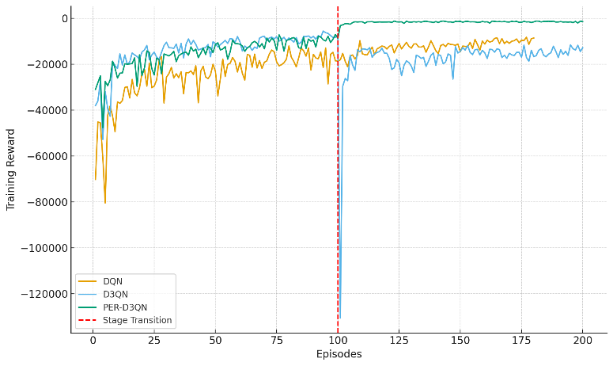 0
−20000
−40000
−60000
−80000
−100000
−120000
Training Reward
DQN
D3QN
PER-D3QN
Stage Transition
0 25 50 75 100 125 150 175 200
Episodes